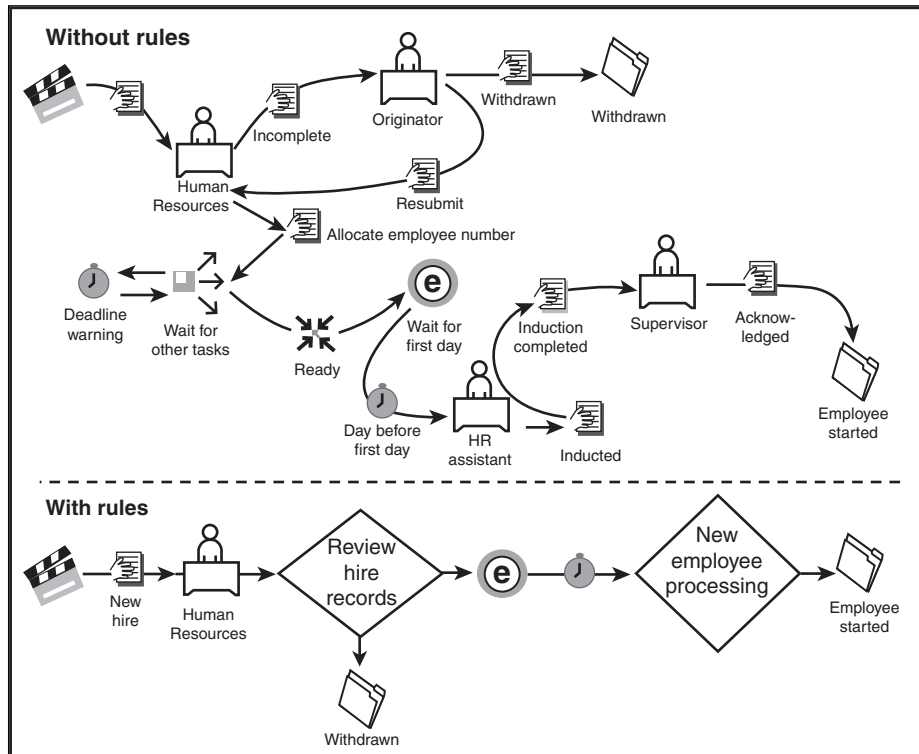 Without rules
Withdrawn
Incomplete
Originator
Withdrawn
Human
Resources
Resubmit
Allocate employee number
e
Deadline
warning
Wait for
other tasks
Ready
Wait for
first day
Induction
completed
Supervisor
Acknow-
ledged
Day before
first day
HR
assistant
Inducted
Employee
started
With rules
New
hire
Human
Resources
Review
hire
records
e
New
employee
processing
Employee
started
Withdrawn